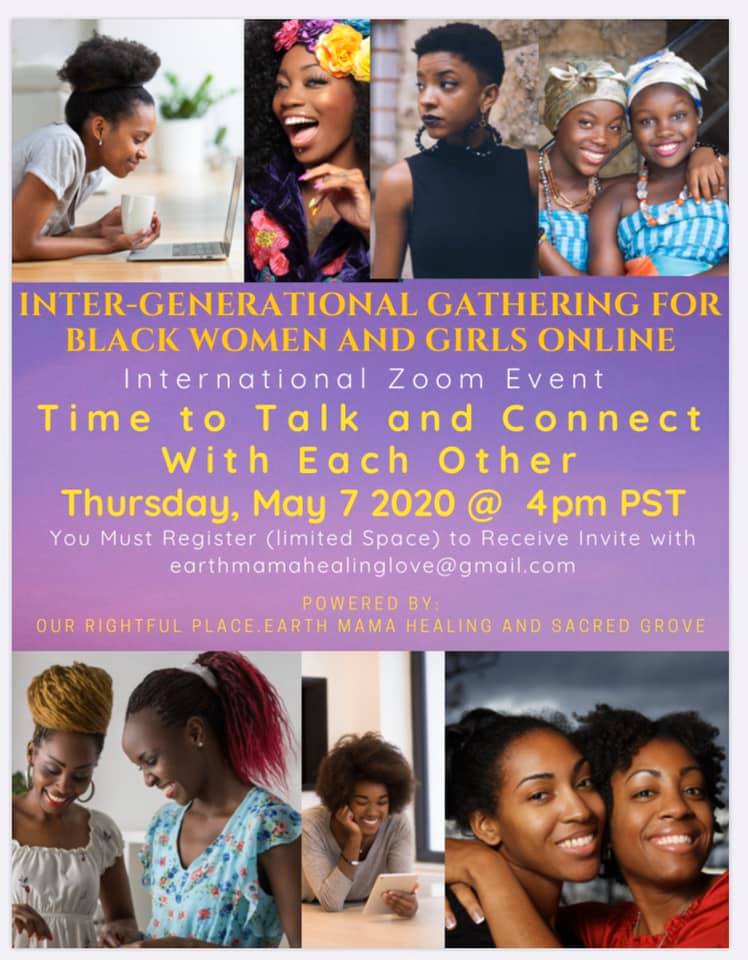 INTER-GENERATIONAL GATHERING FOR
BLACK WOMEN AND GIRLS ONLINE
International Zoom Event
Time to Talk and Connect
With Each Other
Thursday, May 7 2020 @ 4pm PST
You Must Register (limited Space) to Receive Invite with
earthmamahealinglove@gmail.com
POWERED BY:
OUR RIGHTFUL PLACE.EARTH MAMA HEALING AND SACRED GROVE